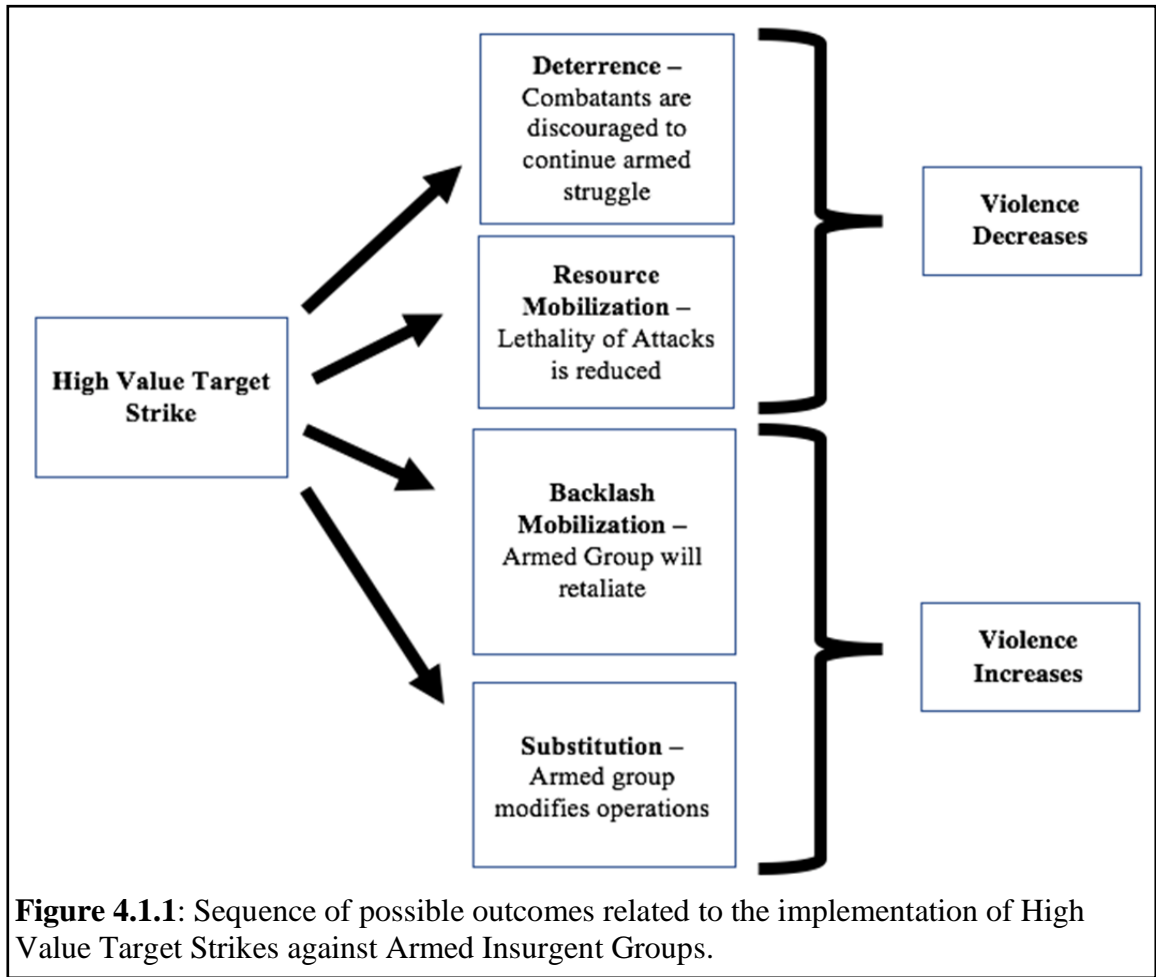 Deterrence –
Combatants are
discouraged to
continue armed
struggle
Violence
Decreases
Resource
Mobilization –
Lethality of Attacks
is reduced
High Value Target
Strike
Backlash
Mobilization –
Armed Group will
retaliate
Violence
Increases
Substitution –
Armed group
modifies operations
Figure 4.1.1: Sequence of possible outcomes related to the implementation of High
Value Target Strikes against Armed Insurgent Groups.